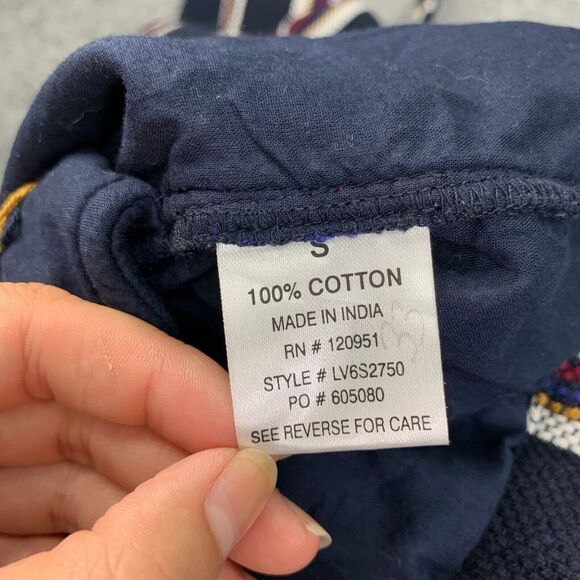 S
100% COTTON
MADE IN INDIA
RN # 120951
STYLE # LV6S2750
PO # 605080
SEE REVERSE FOR CARE